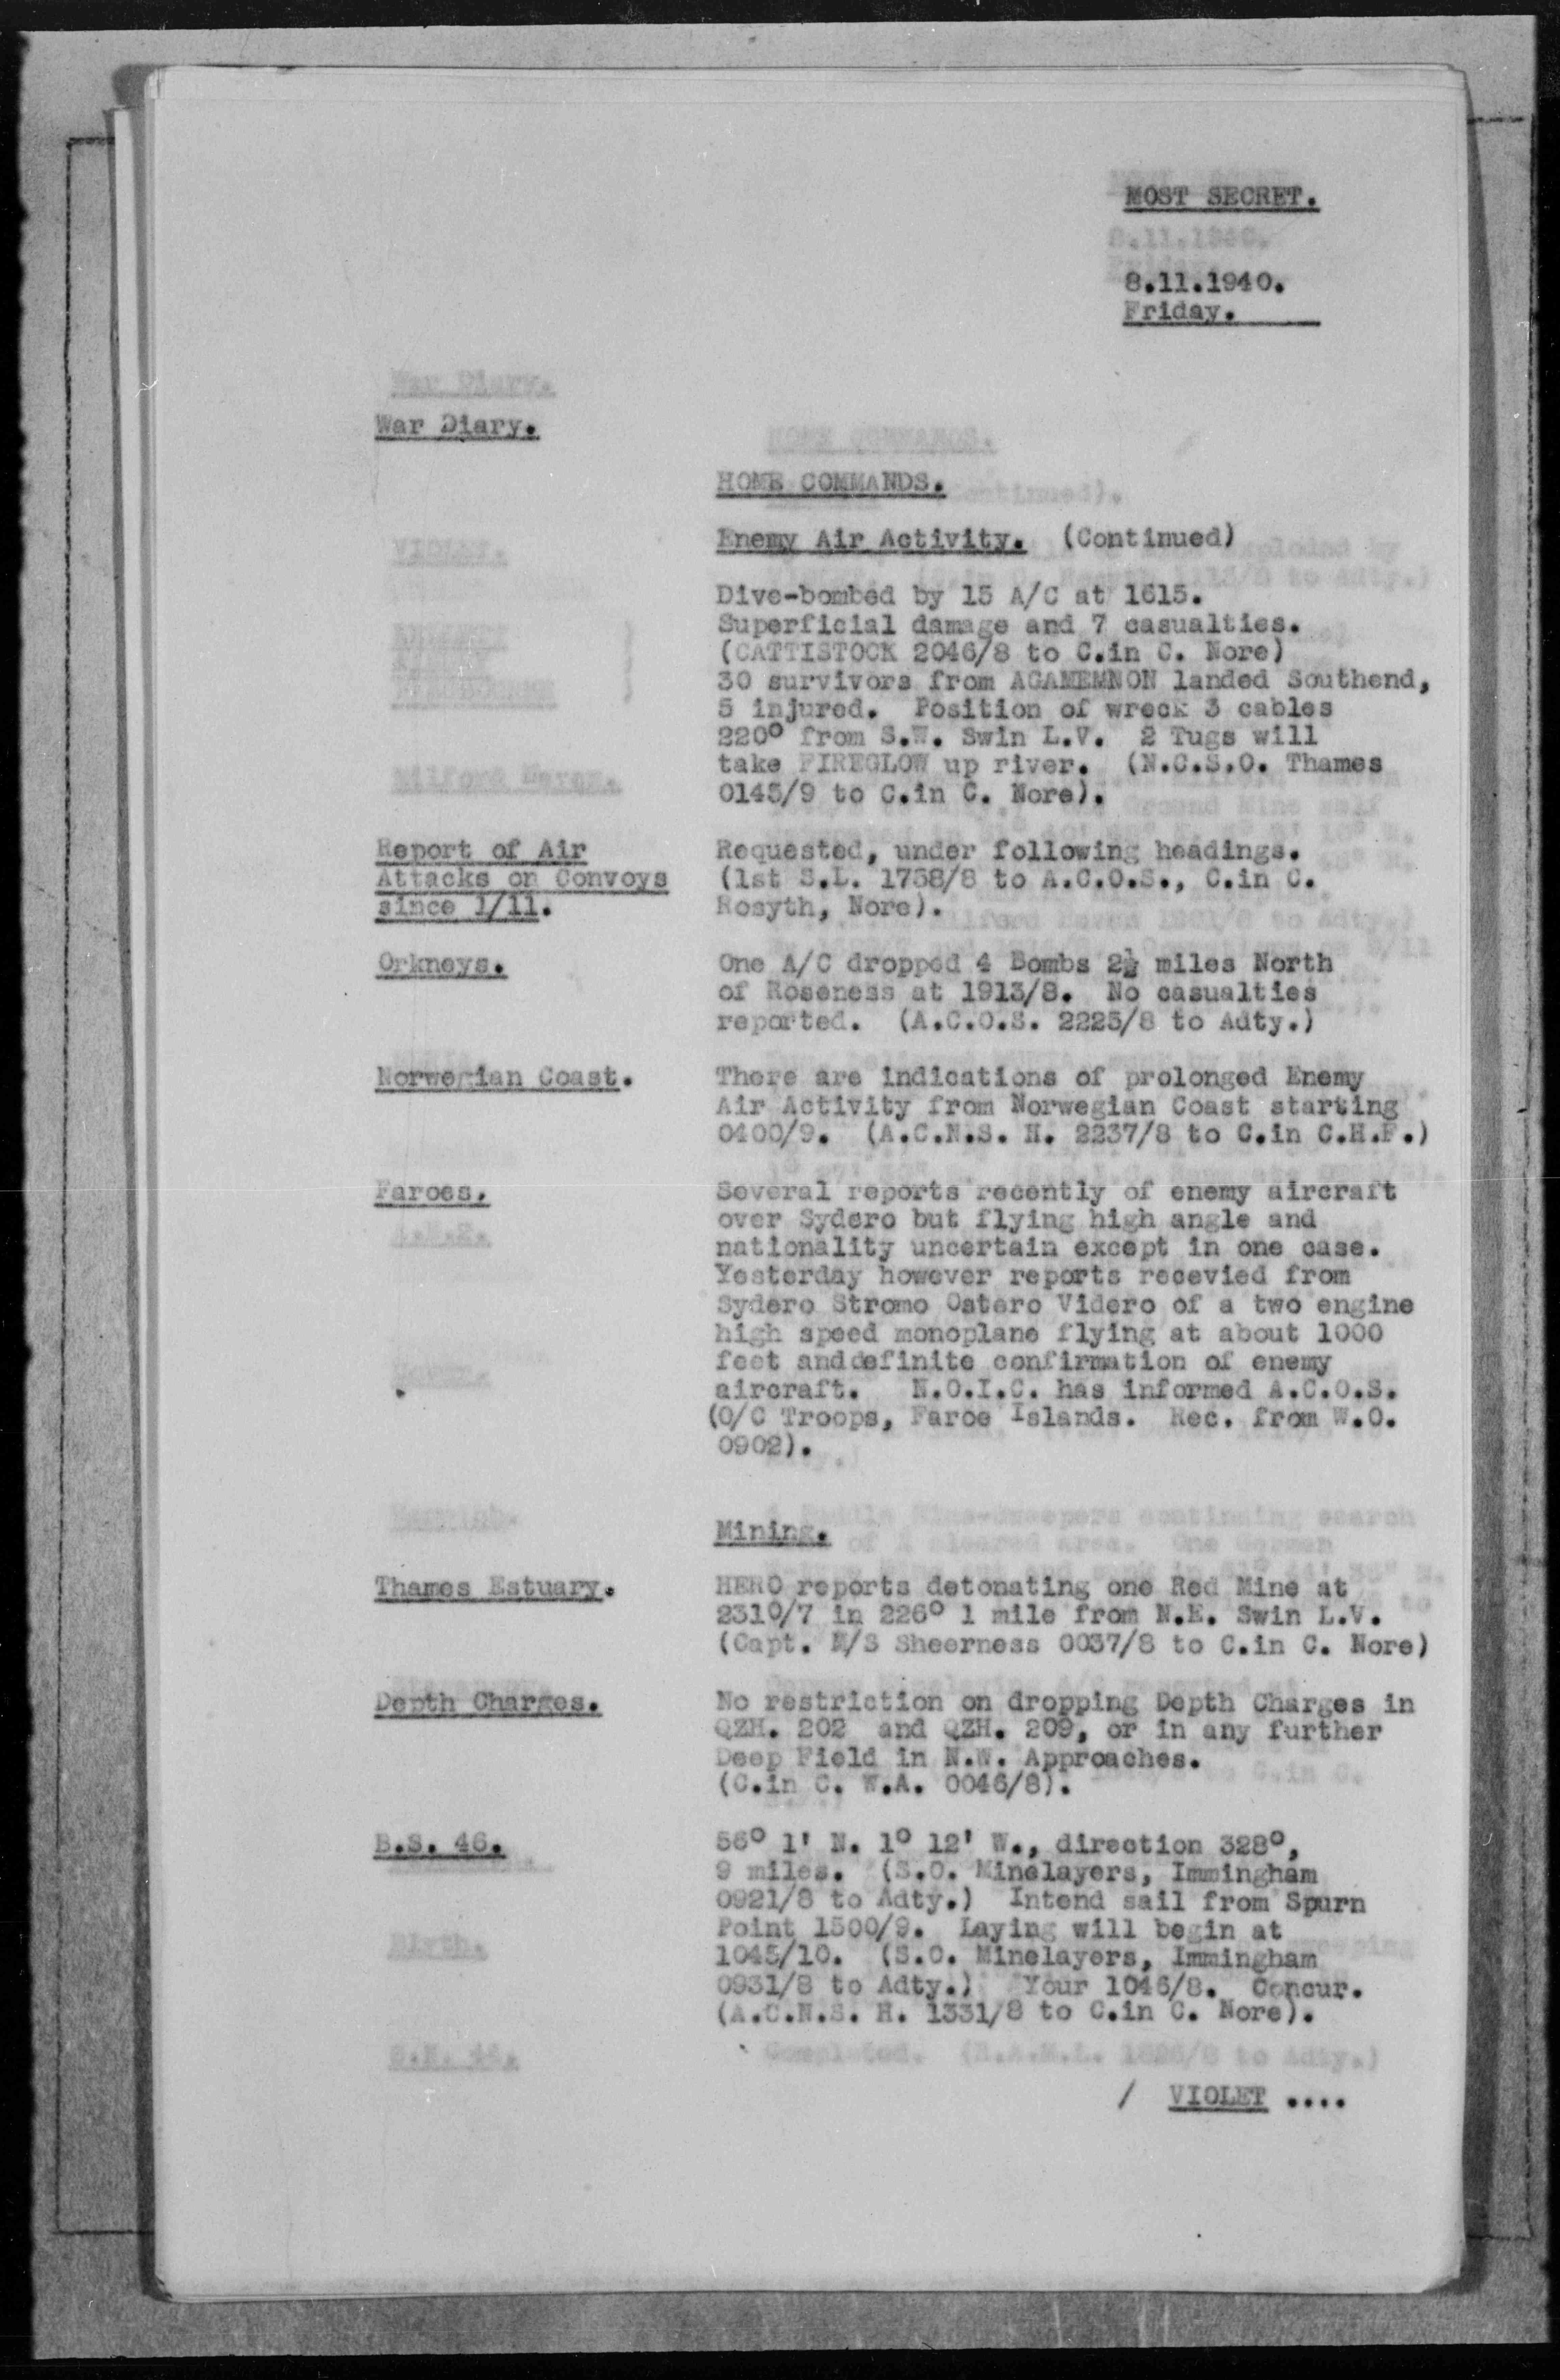 MOST SECRET.
8.11.1940.
Friday.
War Diary.
HOME COMMANDS.
Enemy Air Activity. (Continued)
Dive-bombed by 15 A/C at 1615.
Superficial damage and 7 casualties.
(CATTISTOCK 2046/8 to C.in C. Nore)
30 survivors from AGAMEMNON landed Southend,
5 injured. Position of wreck 3 cables
220° from S.W. Swin L.V. 2 Tugs will
take FIREGLOW up river. (N.C.S.O. Thames
0145/9 to C.in C. Nore).
Report of Air
Attacks on Convoys
since 1/11.
Requested, under following headings.
(1st S.L. 1758/8 to A.C.O.S., C.in C.
Rosyth, Nore).
Orkneys.
One A/C dropped 4 Bombs 2½ miles North
of Roseness at 1913/8. No casualties
reported. (A.C.O.S. 2225/8 to Adty.)
Norwegian Coast.
There are indications of prolonged Enemy
Air Activity from Norwegian Coast starting
0400/9. (A.C.N.S. H. 2237/8 to C.in C.H.F.)
Faroes.
Several reports recently of enemy aircraft
over Sydero but flying high angle and
nationality uncertain except in one case.
Yesterday however reports recevied from
Sydero Stromo Ostero Videro of a two engine
high speed monoplane flying at about 1000
feet anddefinite confirmation of enemy
aircraft. N.O.I.C. has informed A.C.O.S.
(O/C Troops, Faroe Islands. Rec. from W.O.
0902).
Mining.
Thames Estuary.
HERO reports detonating one Red Mine at
2310/7 in 226° 1 mile from N.E. Swin L.V.
(Capt. M/S Sheerness 0037/8 to C.in C. Nore)
Depth Charges.
No restriction on dropping Depth Charges in
QZH. 202 and QZH. 209, or in any further
Deep Field in N.W. Approaches.
(C.in C. W.A. 0046/8).
B.S. 46.
56° 1' N. 1° 12' W., direction 328°,
9 miles. (S.O. Minelayers, Immingham
0921/8 to Adty.) Intend sail from Spurn
Point 1500/9. Laying will begin at
1045/10. (S.O. Minelayers, Immingham
0931/8 to Adty.) Your 1046/8. Concur.
(A.C.N.S. H. 1331/8 to C.in C. Nore).
/ VIOLET ....